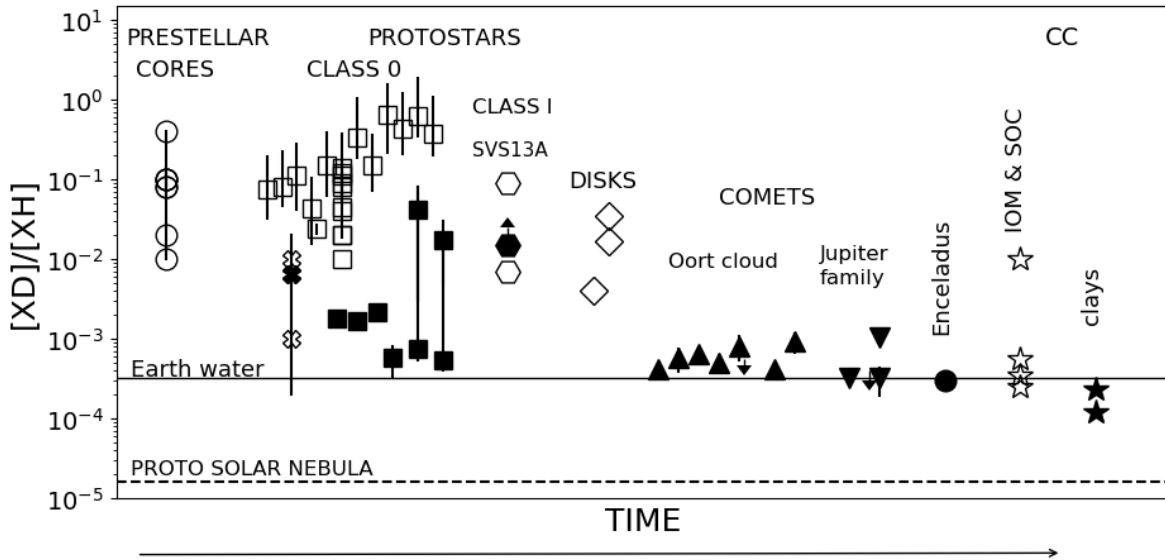 PRESTELLAR
CORES
PROTOSTARS
CLASS 0
CLASS I
SVS13A
DISKS
COMETS
Oort cloud
Jupiter
family
Enceladus
CC
IOM & SOC
clays
Earth water
PROTO SOLAR NEBULA
[XD]/[XH]
10¹
10⁰
10⁻¹
10⁻²
10⁻³
10⁻⁴
10⁻⁵
TIME